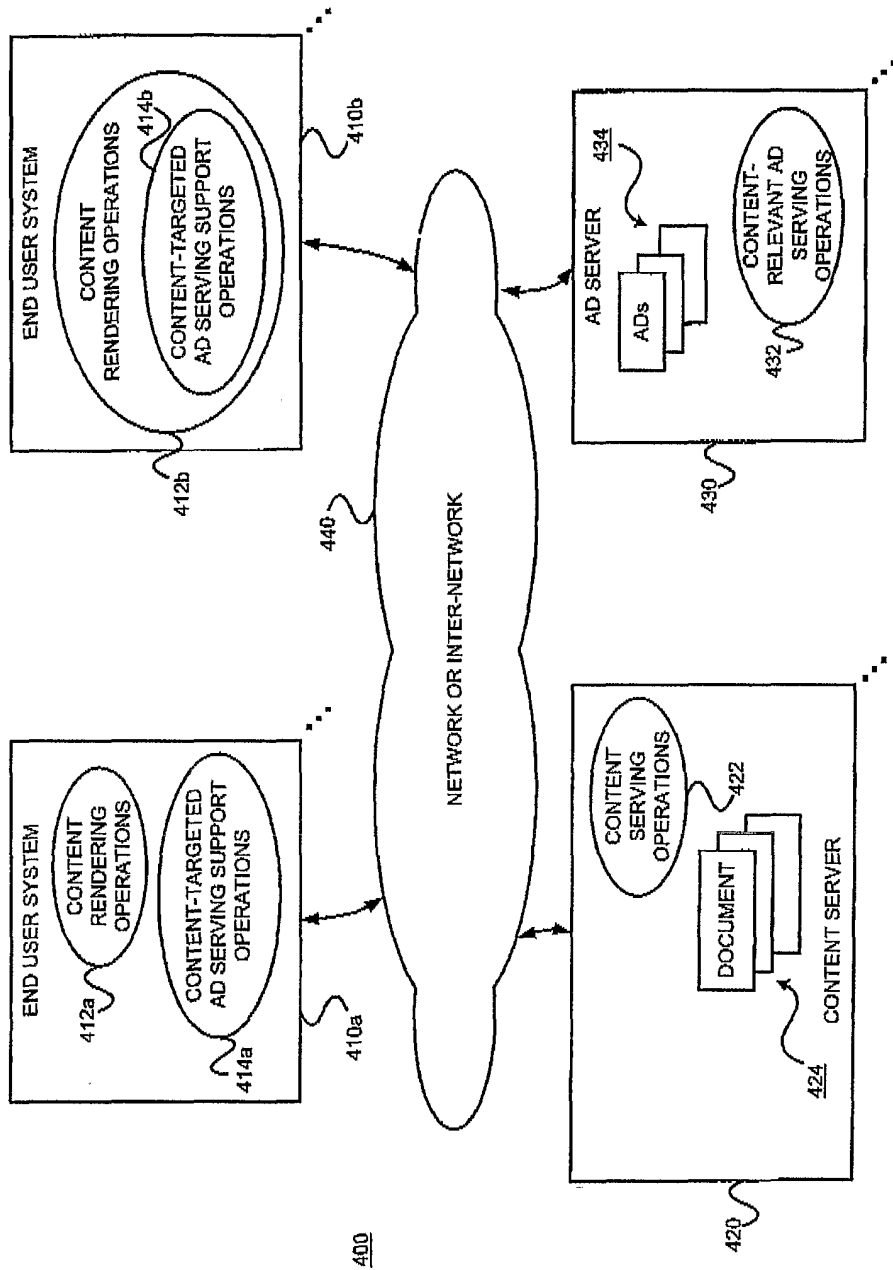 END USER SYSTEM
CONTENT
RENDERING
OPERATIONS
412a
CONTENT-TARGETED
AD SERVING SUPPORT
OPERATIONS
414a
410a
END USER SYSTEM
CONTENT
RENDERING OPERATIONS
414b
CONTENT-TARGETED
AD SERVING SUPPORT
OPERATIONS
412b
410b
440
NETWORK OR INTER-NETWORK
400
CONTENT
SERVING
OPERATIONS
422
DOCUMENT
424
CONTENT SERVER
420
AD SERVER
434
ADs
CONTENT-
RELEVANT AD
SERVING
OPERATIONS
432
430